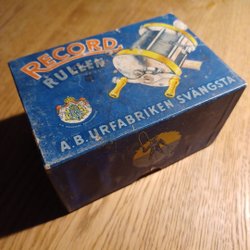 RECORD
RULLEN
A.B. URFABRIKEN SVÄNGSTA